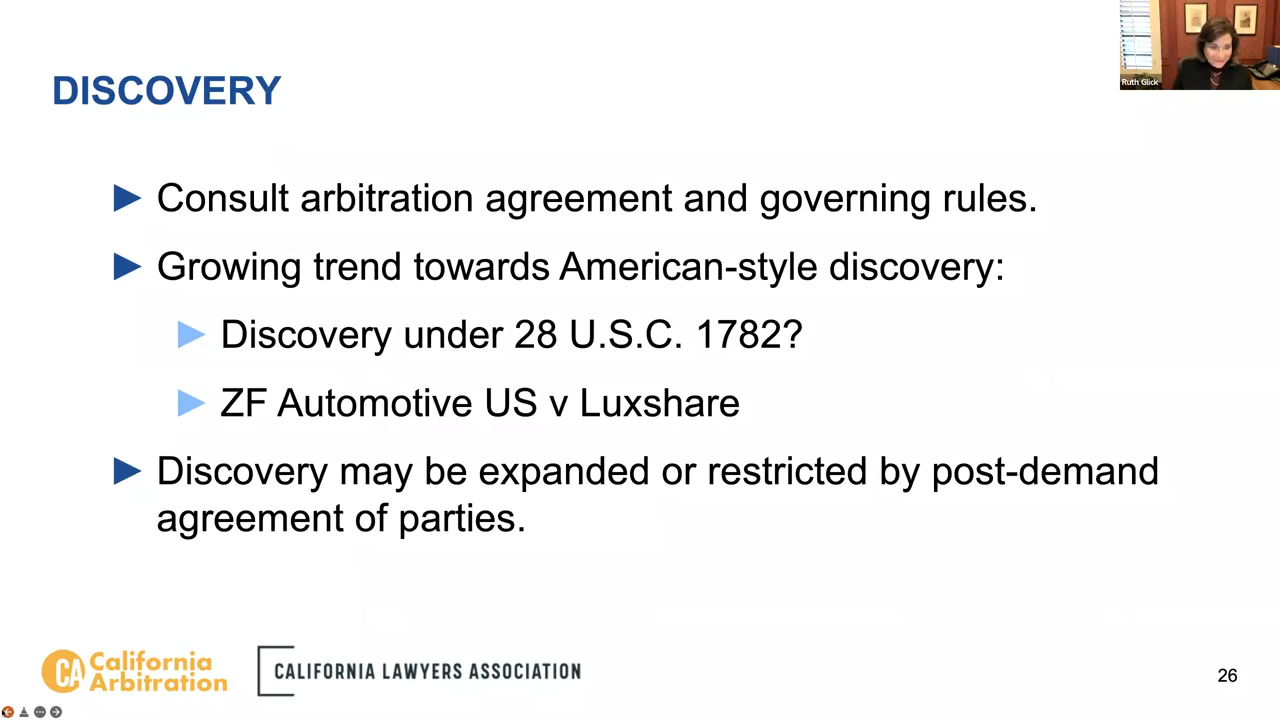 Ruth Glick
DISCOVERY
► Consult arbitration agreement and governing rules.
► Growing trend towards American-style discovery:
► Discovery under 28 U.S.C. 1782?
► ZF Automotive US v Luxshare
► Discovery may be expanded or restricted by post-demand
agreement of parties.
CA California
Arbitration
CALIFORNIA LAWYERS ASSOCIATION
26